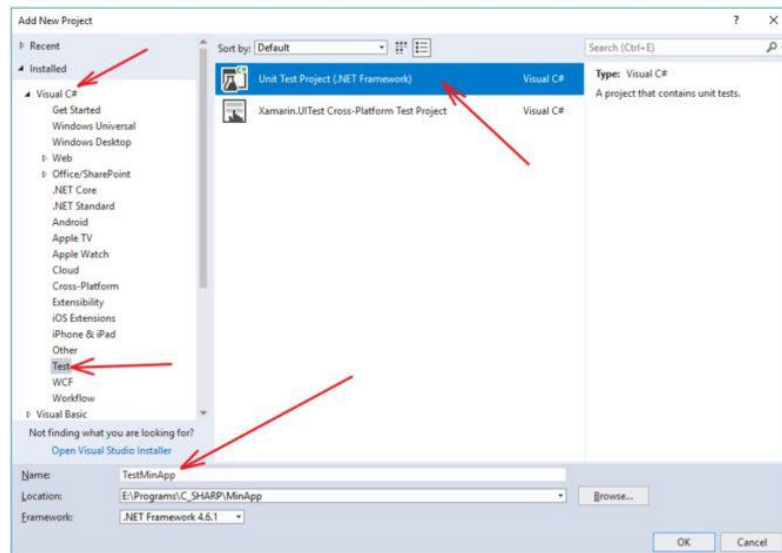 Add New Project
?
Recent
Installed
Visual C#
Get Started
Windows Universal
Windows Desktop
Web
Office/SharePoint
.NET Core
.NET Standard
Android
Apple TV
Apple Watch
Cloud
Cross-Platform
Extensibility
iOS Extensions
iPhone & iPad
Other
Test
WCF
Workflow
Visual Basic
Not finding what you are looking for?
Open Visual Studio Installer
Sort by: Default
Unit Test Project (.NET Framework) Visual C#
Xamarin.UITest Cross-Platform Test Project Visual C#
Search (Ctrl+E)
Type: Visual C#
A project that contains unit tests.
Name: TestMinApp
Location: E:\Programs\C_SHARP\MinApp
Browse...
Framework: .NET Framework 4.6.1
OK
Cancel